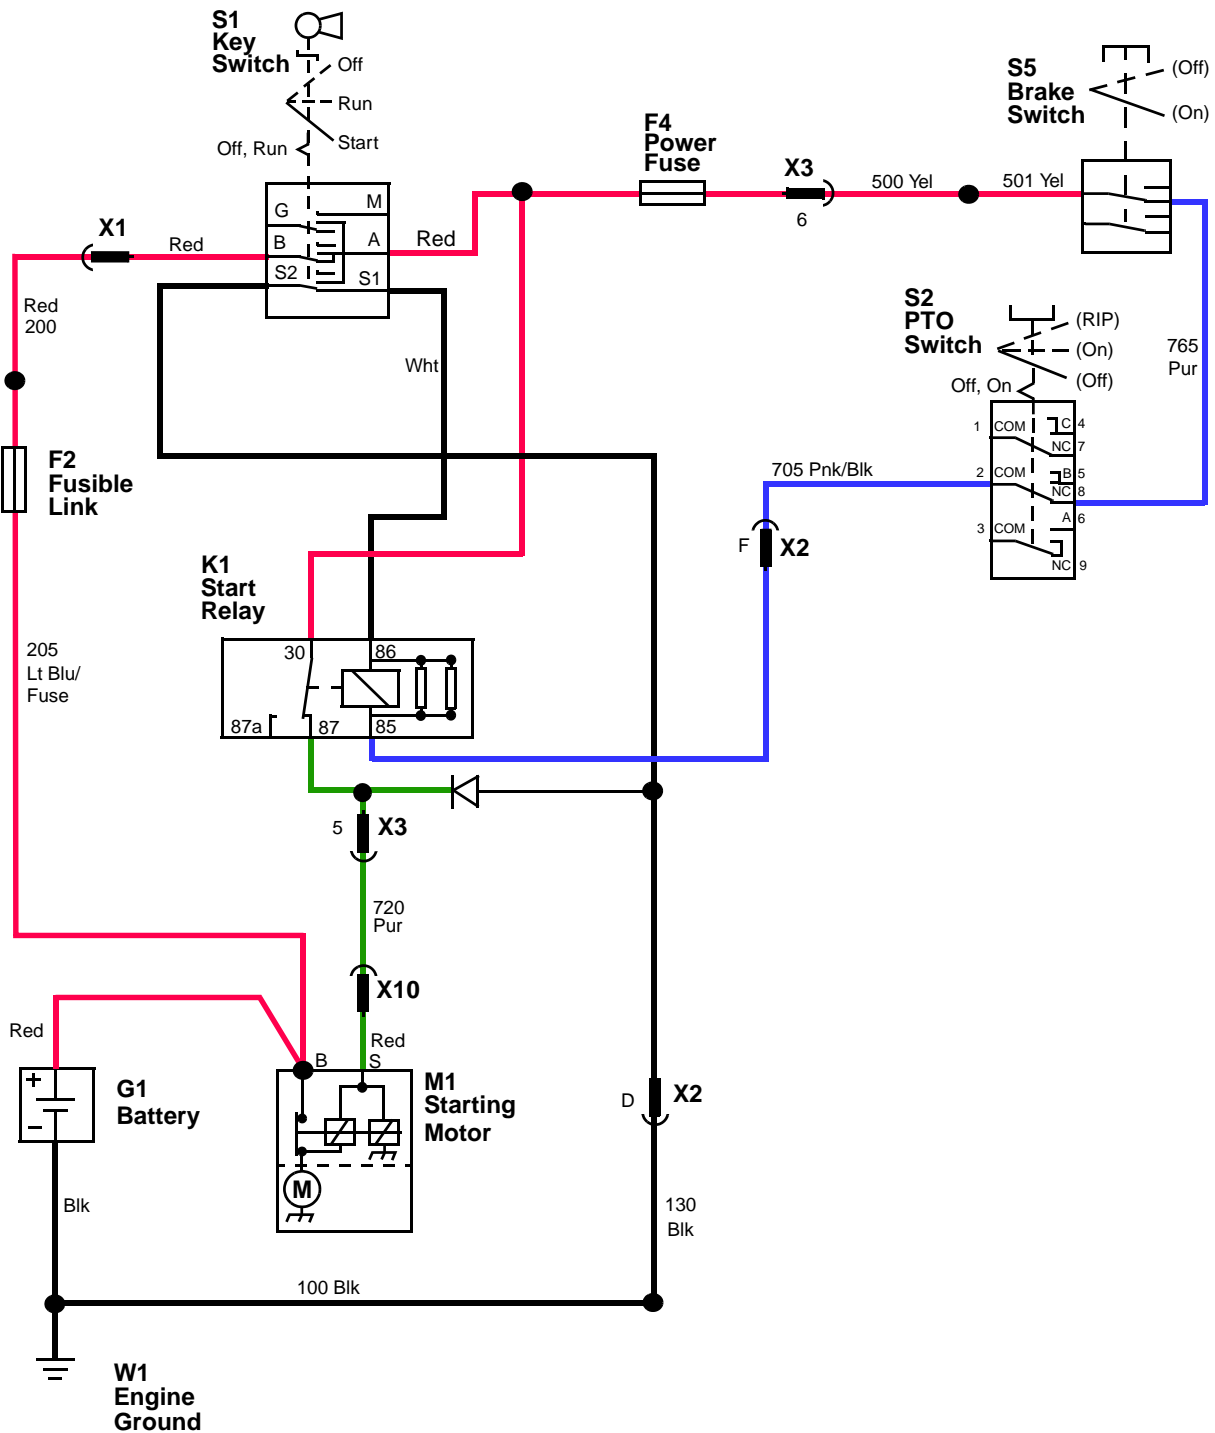 S1
Key
Switch
Off
Run
Start
Off, Run
G
M
B
A
S2
S1
X1
Red
Red
Red
200
Wht
F4
Power
Fuse
X3
6
500 Yel
501 Yel
S5
Brake
Switch
(Off)
(On)
S2
PTO
Switch
(RIP)
(On)
(Off)
Off, On
765
Pur
1
COM
C
4
NC
7
2
COM
B
5
NC
8
A
6
3
COM
NC
9
705 Pnk/Blk
F
X2
F2
Fusible
Link
K1
Start
Relay
30
86
87a
87
85
205
Lt Blu/
Fuse
5
X3
720
Pur
X10
Red
B
S
Red
+
−
G1
Battery
M1
Starting
Motor
M
D
X2
Blk
130
Blk
100 Blk
W1
Engine
Ground